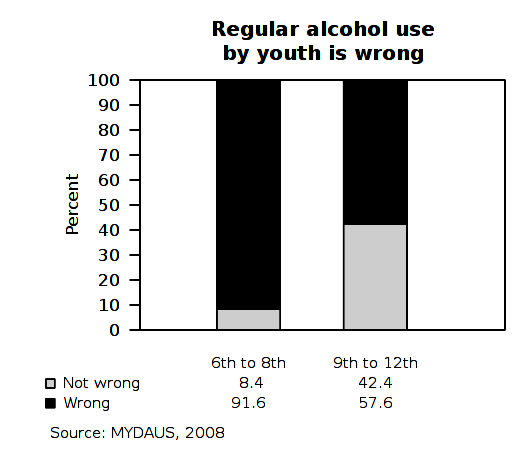 Regular alcohol use
by youth is wrong
100
90
80
70
60
50
40
30
20
10
0
Percent
6th to 8th 9th to 12th
Not wrong 8.4 42.4
Wrong 91.6 57.6
Source: MYDAUS, 2008